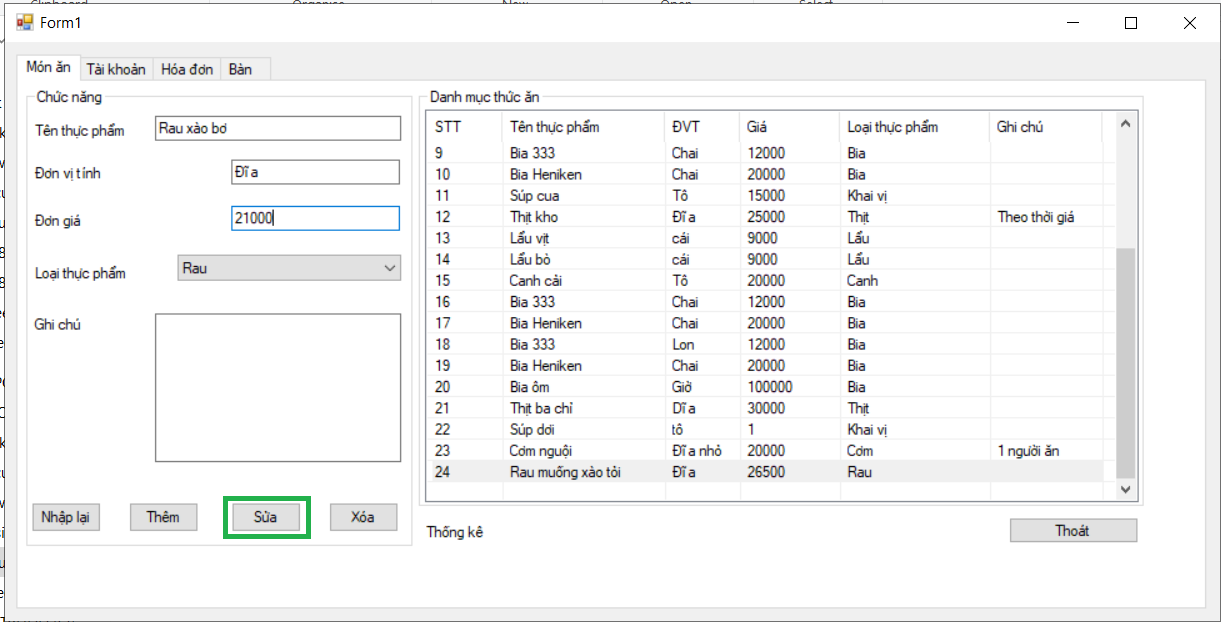 Form1
Món ăn Tài khoản Hóa đơn Bàn
Chức năng
Tên thực phẩm Rau xào bơ
Đơn vị tính Đĩa
Đơn giá 21000
Loại thực phẩm Rau
Ghi chú
Nhập lại Thêm Sửa Xóa
Danh mục thức ăn
STT Tên thực phẩm ĐVT Giá Loại thực phẩm Ghi chú
9 Bia 333 Chai 12000 Bia
10 Bia Heniken Chai 20000 Bia
11 Súp cua Tô 15000 Khai vị
12 Thịt kho Đĩa 25000 Thịt Theo thời giá
13 Lẩu vịt cái 9000 Lẩu
14 Lẩu bò cái 9000 Lẩu
15 Canh cải Tô 20000 Canh
16 Bia 333 Chai 12000 Bia
17 Bia Heniken Chai 20000 Bia
18 Bia 333 Lon 12000 Bia
19 Bia Heniken Chai 20000 Bia
20 Bia ôm Giờ 100000 Bia
21 Thịt ba chỉ Dĩa 30000 Thịt
22 Súp dơi tô 1 Khai vị
23 Cơm nguội Đĩa nhỏ 20000 Cơm 1 người ăn
24 Rau muống xào tỏi Đĩa 26500 Rau
Thống kê Thoát